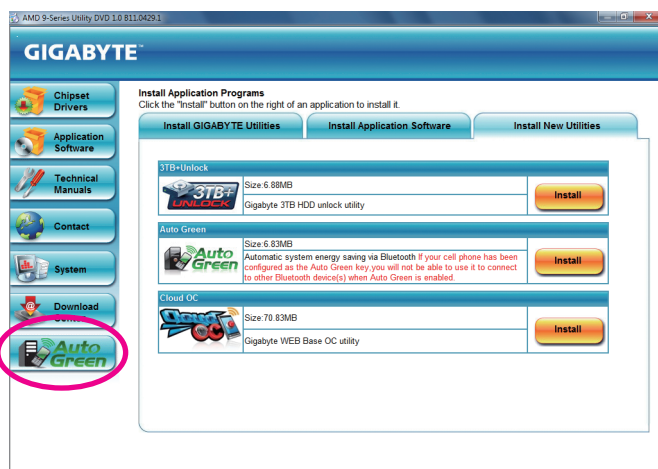 AMD 9-Series Utility DVD 1.0 B11.0429.1
GIGABYTE™
Chipset
Drivers
Application
Software
Technical
Manuals
Contact
System
Download
Auto
Green
Install Application Programs
Click the "Install" button on the right of an application to install it.
Install GIGABYTE Utilities
Install Application Software
Install New Utilities
3TB+Unlock
3TB+
UNLOCK
Size:6.88MB
Gigabyte 3TB HDD unlock utility
Install
Auto Green
Auto
Green
Size:6.83MB
Automatic system energy saving via Bluetooth If your cell phone has been
configured as the Auto Green key,you will not be able to use it to connect
to other Bluetooth device(s) when Auto Green is enabled.
Install
Cloud OC
Cloud
OC
Size:70.83MB
Gigabyte WEB Base OC utility
Install